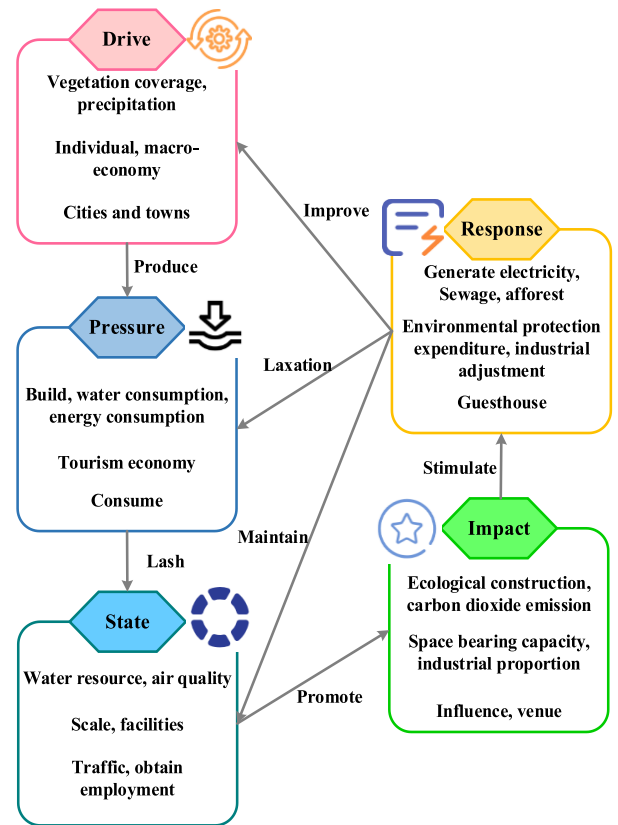 Drive
Vegetation coverage,
precipitation
Individual, macro-
economy
Cities and towns
Produce
Pressure
Build, water consumption,
energy consumption
Tourism economy
Consume
Lash
State
Water resource, air quality
Scale, facilities
Traffic, obtain
employment
Improve
Laxation
Maintain
Promote
Response
Generate electricity,
Sewage, afforest
Environmental protection
expenditure, industrial
adjustment
Guesthouse
Stimulate
Impact
Ecological construction,
carbon dioxide emission
Space bearing capacity,
industrial proportion
Influence, venue